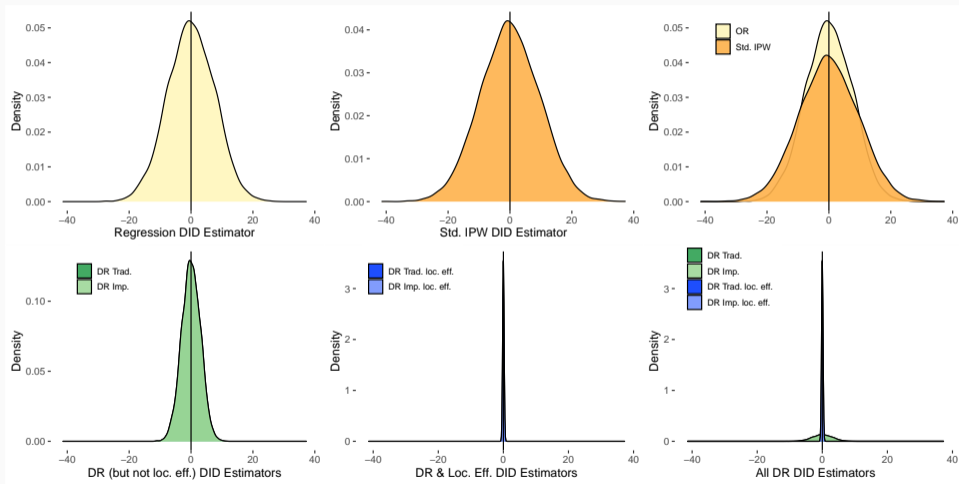 0.05
0.04
0.03
0.02
0.01
0.00
Density
−40 −20 0 20 40
Regression DID Estimator
0.04
0.03
0.02
0.01
0.00
Density
−40 −20 0 20 40
Std. IPW DID Estimator
OR
Std. IPW
0.05
0.04
0.03
0.02
0.01
0.00
Density
−40 −20 0 20 40
DR Trad.
DR Imp.
0.10
0.05
0.00
Density
−40 −20 0 20 40
DR (but not loc. eff.) DID Estimators
DR Trad. loc. eff.
DR Imp. loc. eff.
3
2
1
0
Density
−40 −20 0 20 40
DR & Loc. Eff. DID Estimators
DR Trad.
DR Imp.
DR Trad. loc. eff.
DR Imp. loc. eff.
3
2
1
0
Density
−40 −20 0 20 40
All DR DID Estimators